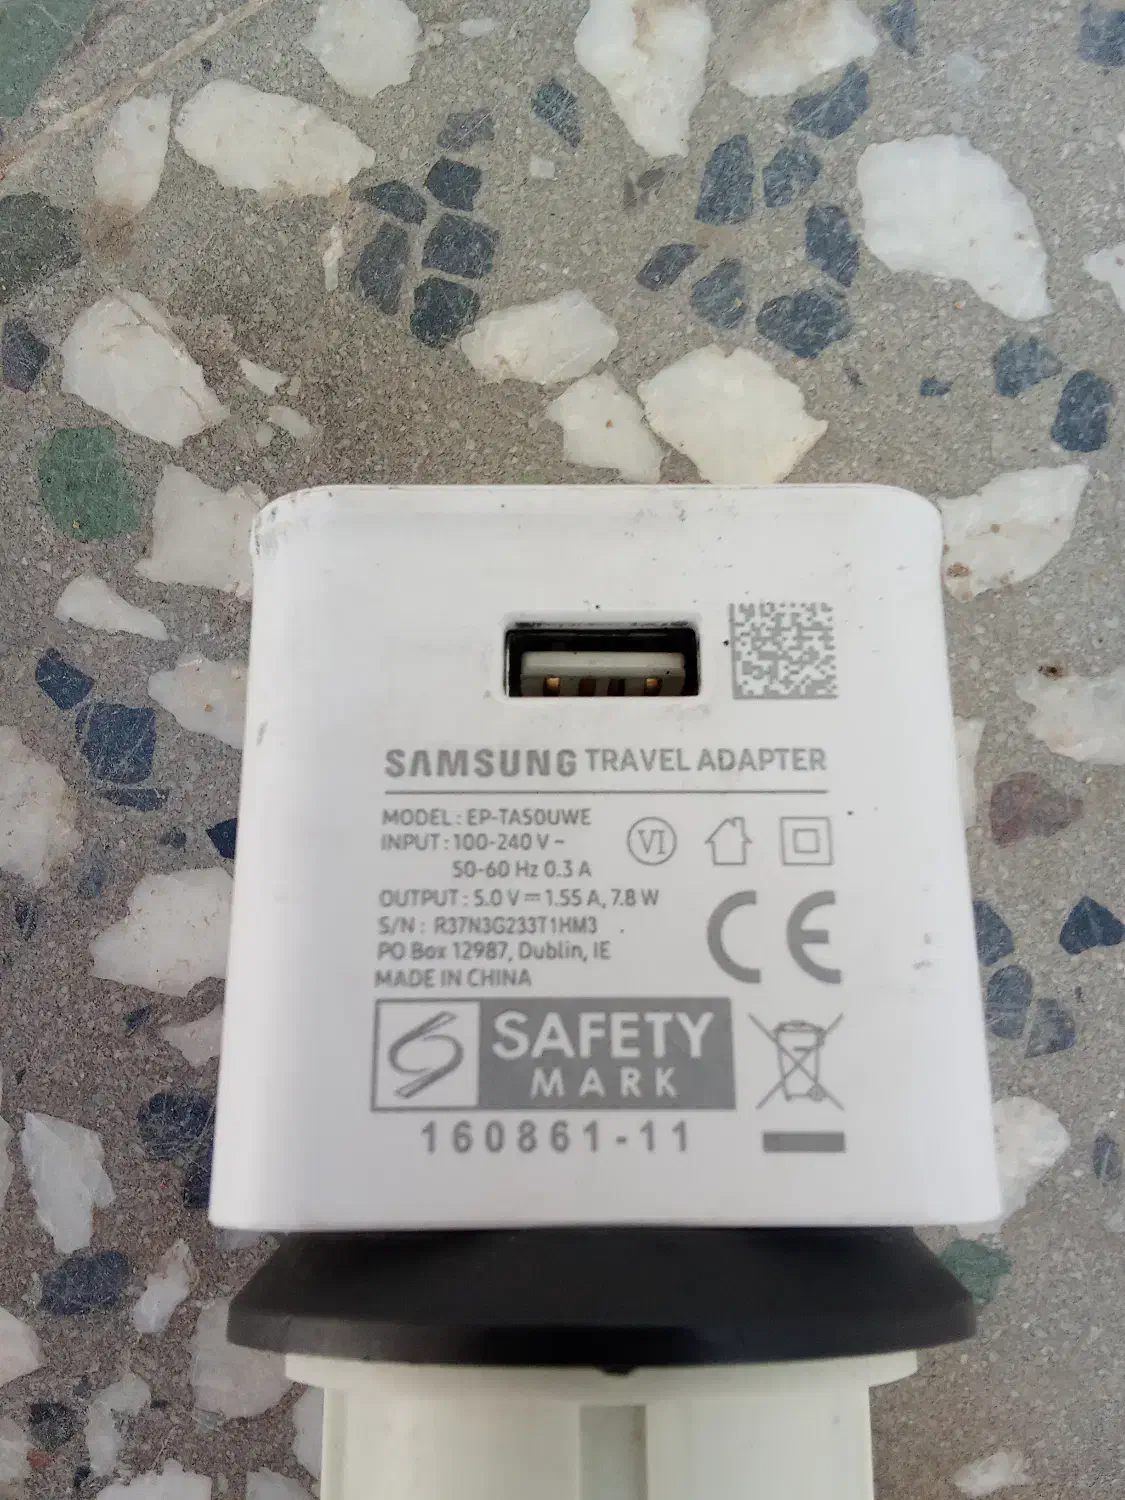 SAMSUNG TRAVEL ADAPTER
MODEL : EP-TA50UWE
INPUT : 100-240 V ~
50-60 Hz 0.3 A
OUTPUT : 5.0 V ⎓ 1.55 A, 7.8 W
S/N : R37N3G233T1HM3
PO Box 12987, Dublin, IE
MADE IN CHINA
VI
CE
SAFETY
MARK
160861-11